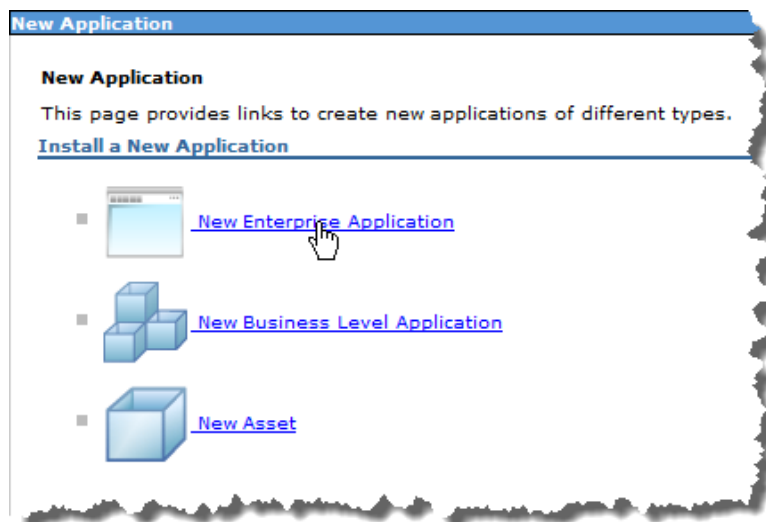 New Application
New Application
This page provides links to create new applications of different types.
Install a New Application
New Enterprise Application
New Business Level Application
New Asset